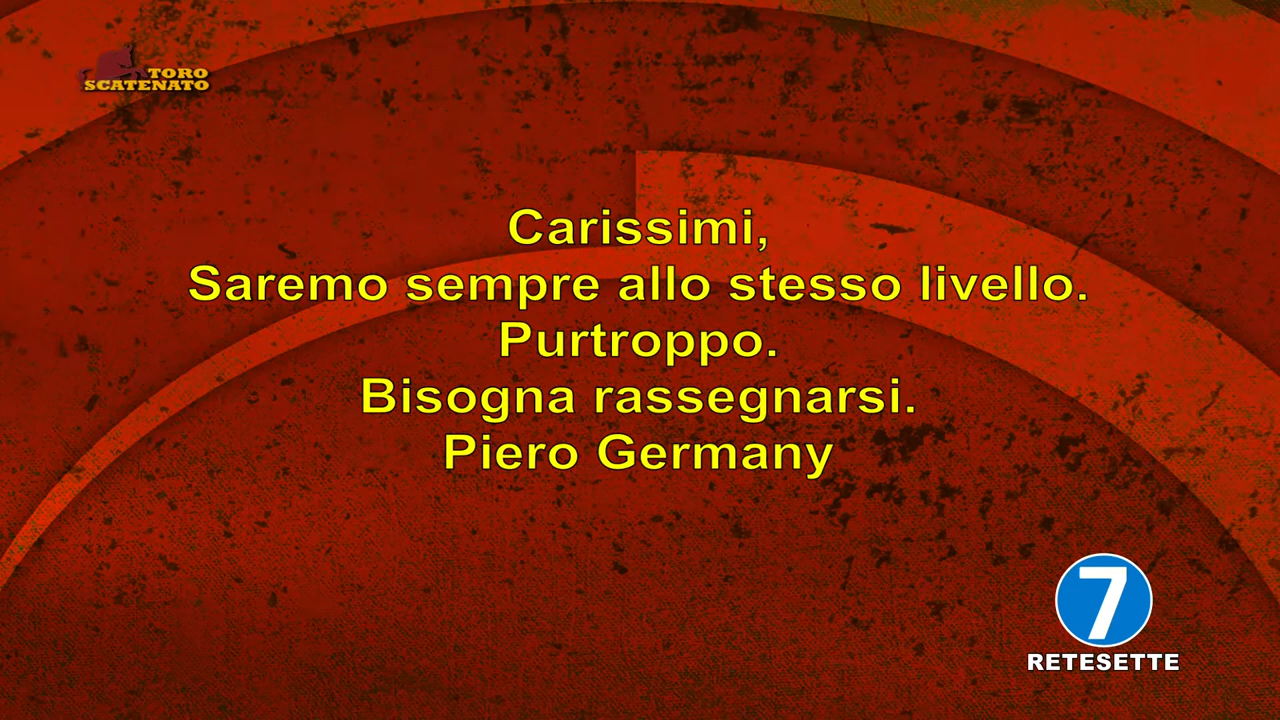 TORO
SCATENATO
Carissimi,
Saremo sempre allo stesso livello.
Purtroppo.
Bisogna rassegnarsi.
Piero Germany
7
RETESETTE